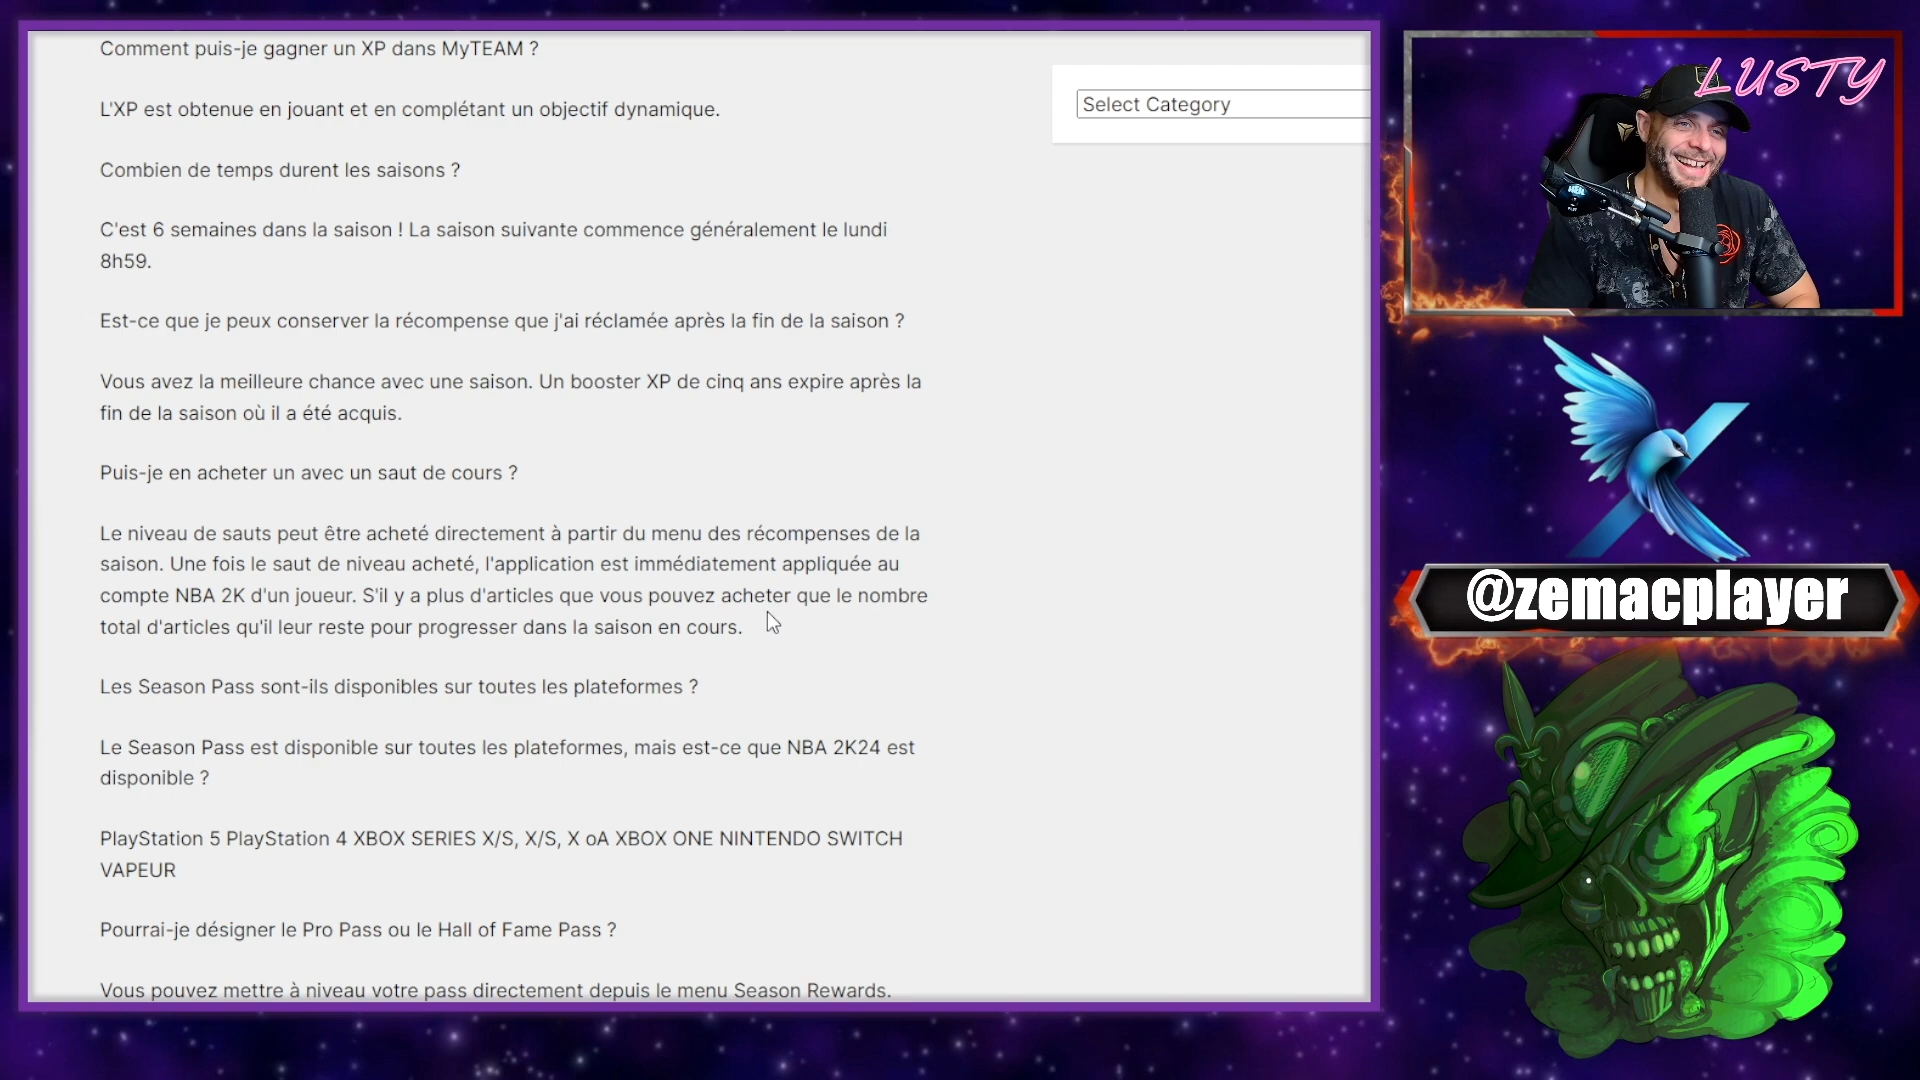 Comment puis-je gagner un XP dans MyTEAM ?
L'XP est obtenue en jouant et en complétant un objectif dynamique.
Combien de temps durent les saisons ?
C'est 6 semaines dans la saison ! La saison suivante commence généralement le lundi
8h59.
Est-ce que je peux conserver la récompense que j'ai réclamée après la fin de la saison ?
Vous avez la meilleure chance avec une saison. Un booster XP de cinq ans expire après la
fin de la saison où il a été acquis.
Puis-je en acheter un avec un saut de cours ?
Le niveau de sauts peut être acheté directement à partir du menu des récompenses de la
saison. Une fois le saut de niveau acheté, l'application est immédiatement appliquée au
compte NBA 2K d'un joueur. S'il y a plus d'articles que vous pouvez acheter que le nombre
total d'articles qu'il leur reste pour progresser dans la saison en cours.
Les Season Pass sont-ils disponibles sur toutes les plateformes ?
Le Season Pass est disponible sur toutes les plateformes, mais est-ce que NBA 2K24 est
disponible ?
PlayStation 5 PlayStation 4 XBOX SERIES X/S, X/S, X oA XBOX ONE NINTENDO SWITCH
VAPEUR
Pourrai-je désigner le Pro Pass ou le Hall of Fame Pass ?
Vous pouvez mettre à niveau votre pass directement depuis le menu Season Rewards.
Select Category
LUSTY
@zemacplayer